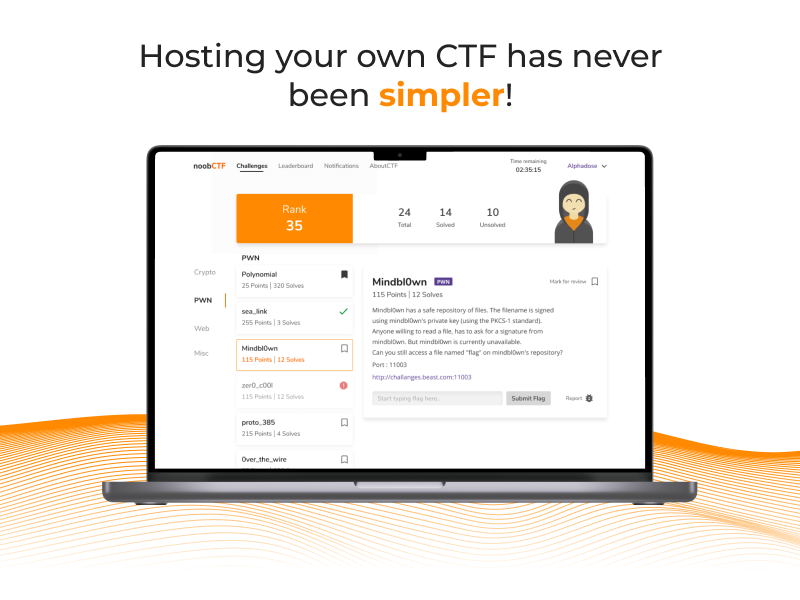 Hosting your own CTF has never
been simpler!
noobCTF
Challenges
Leaderboard
Notifications
AboutCTF
Time remaining
02:35:15
Alphadose
Rank
35
24
Total
14
Solved
10
Unsolved
Crypto
PWN
Web
Misc
PWN
Polynomial
25 Points | 320 Solves
sea_link
255 Points | 3 Solves
Mindbl0wn
115 Points | 12 Solves
zer0_c00l
115 Points | 12 Solves
proto_385
215 Points | 4 Solves
0ver_the_wire
Mindbl0wn PWN
Mark for review
115 Points | 12 Solves
Mindbl0wn has a safe repository of files. The filename is signed
using mindbl0wn's private key (using the PKCS-1 standard).
Anyone willing to read a file, has to ask for a signature from
mindbl0wn. But mindbl0wn is currently unavailable.
Can you still access a file named "flag" on mindbl0wn's repository?
Port : 11003
http://challanges.beast.com:11003
Start typing flag here..
Submit Flag
Report